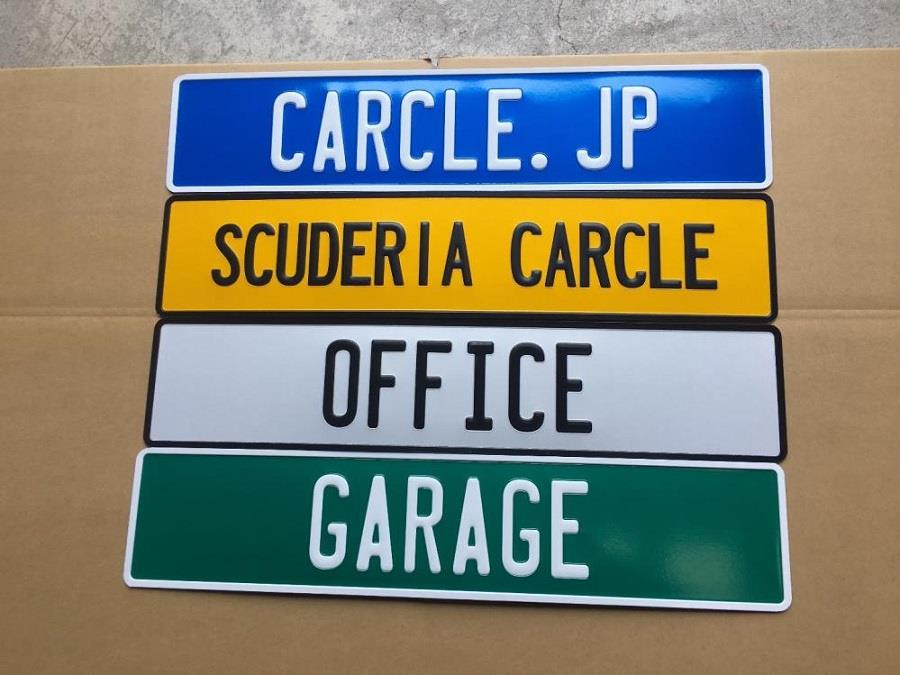 CARCLE. JP
SCUDERIA CARCLE
OFFICE
GARAGE